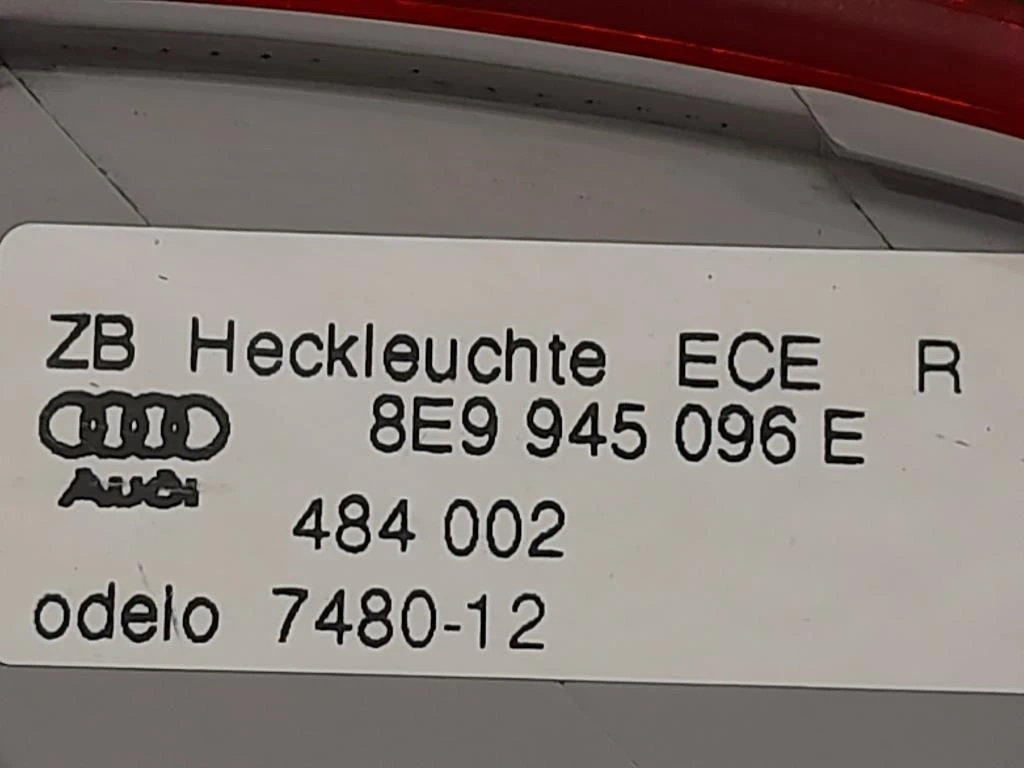 ZB Heckleuchte ECE R
8E9 945 096 E
Audi
484 002
odelo 7480-12